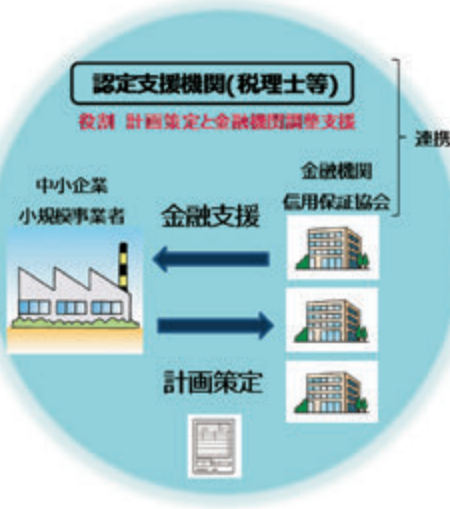 認定支援機関(税理士等)
役割 計画策定と金融機関調整支援
連携
金融機関
信用保証協会
中小企業
小規模事業者
金融支援
計画策定